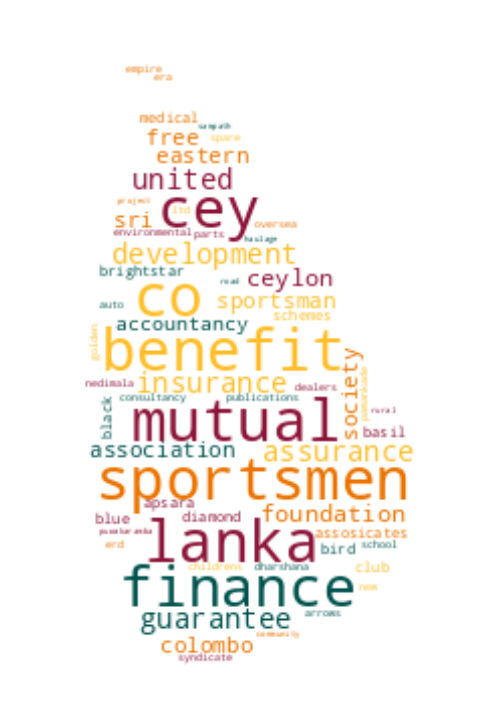 empire
era
medical
sampath
free spare
eastern
united
project
sri ltd cey oversea
environmental parts
haulage
development
brightstar road ceylon
auto co sportsman
schemes
accountancy
golden
benefit
society
nedimala insurance dealers
consultancy publications
black mutual rural
basil
association assurance
sportsmen
apsara
blue diamond foundation
lanka assosicates
erd bird school
childrens dharshana club
finance new
guarantee arrows
colombo community
syndicate